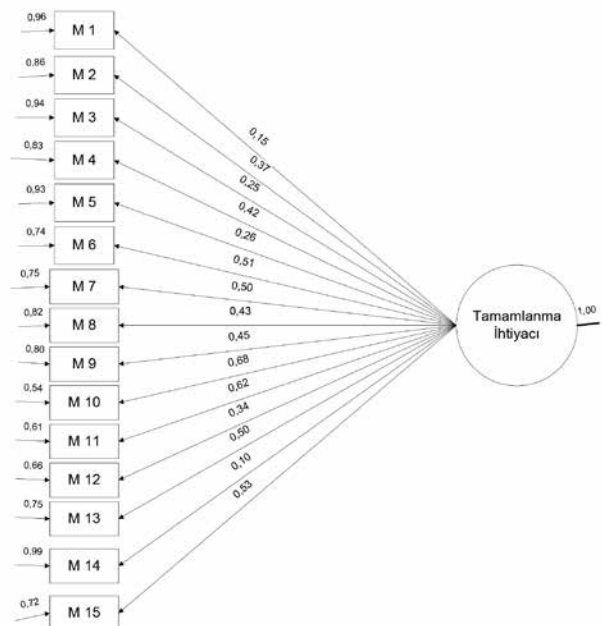 0,96
M 1
0,86
M 2
0,94
M 3
0,83
M 4
0,93
M 5
0,74
M 6
0,75
M 7
0,82
M 8
0,80
M 9
0,54
M 10
0,61
M 11
0,66
M 12
0,75
M 13
0,99
M 14
0,72
M 15
0,15
0,37
0,25
0,42
0,26
0,51
0,50
0,43
0,45
0,68
0,62
0,34
0,50
0,10
0,53
Tamamlanma
İhtiyacı
1,00